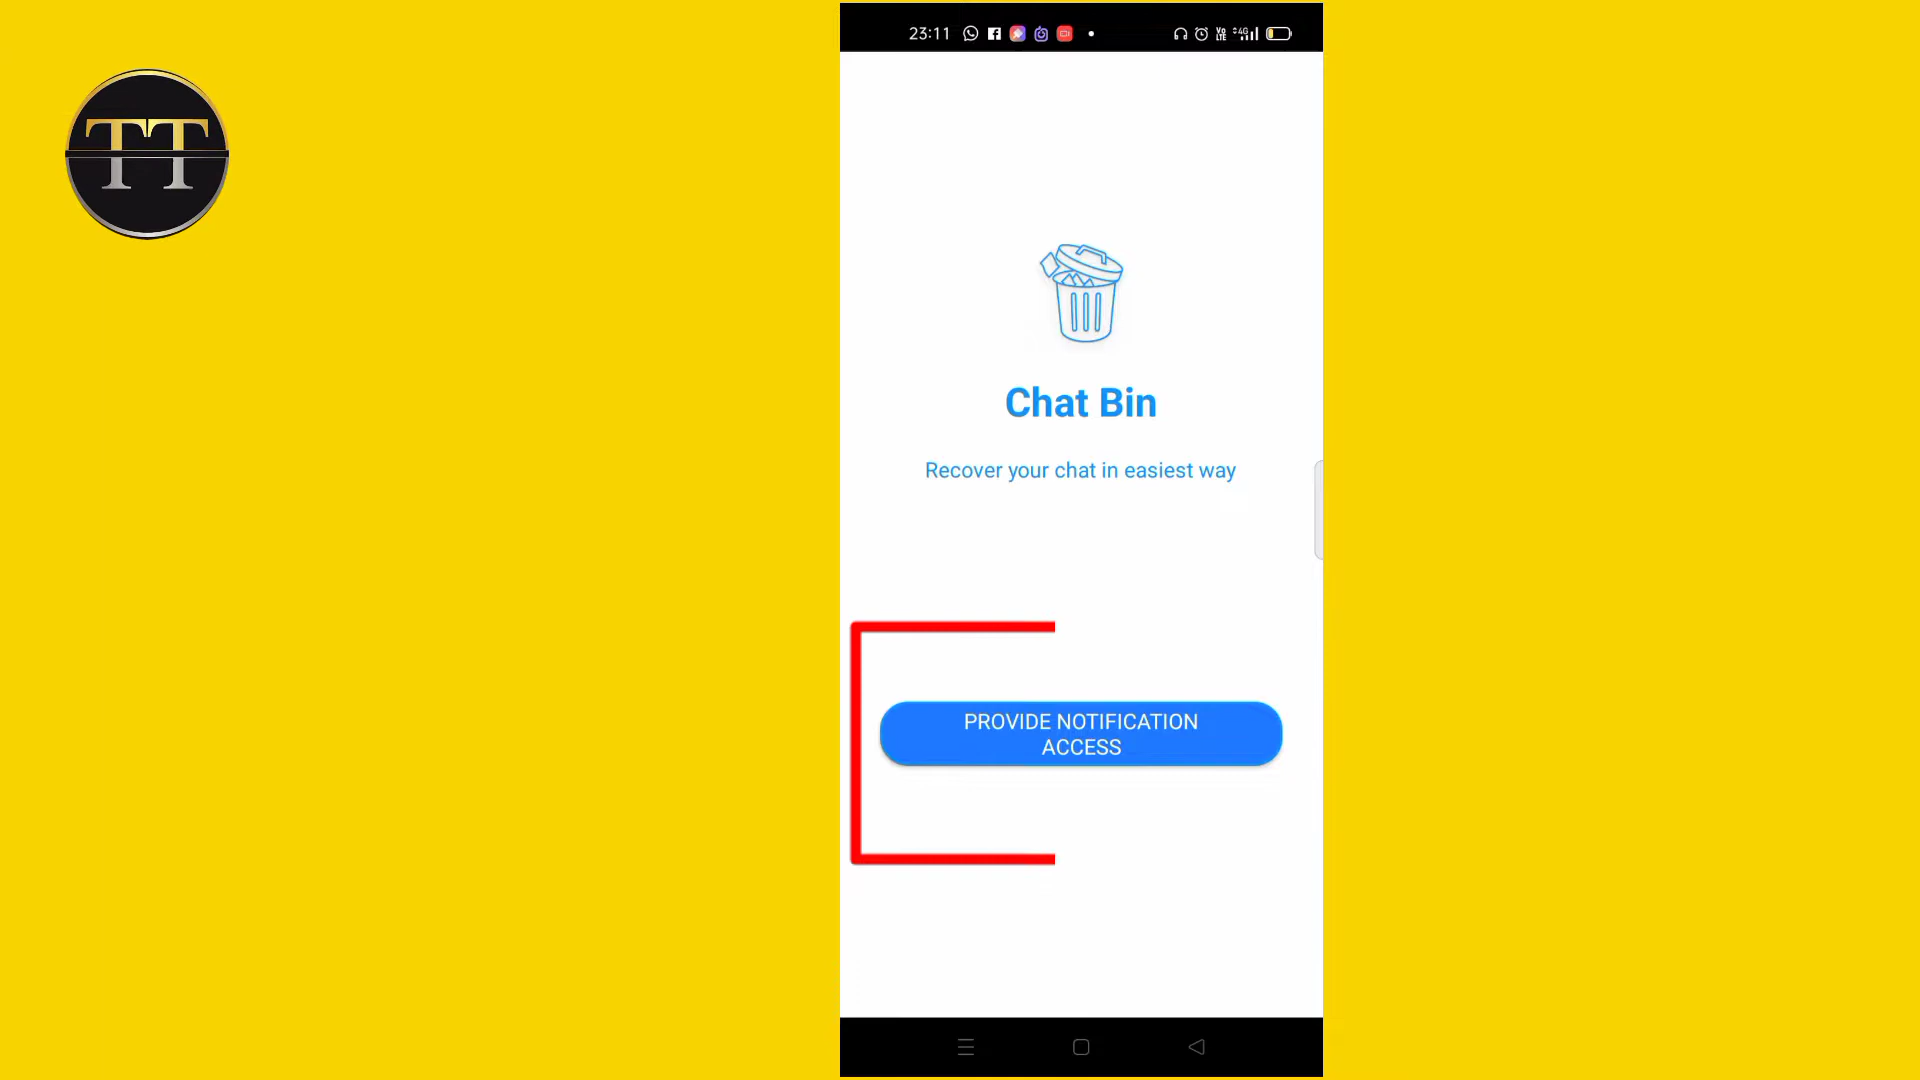 TT
23:11
Chat Bin
Recover your chat in easiest way
PROVIDE NOTIFICATION
ACCESS